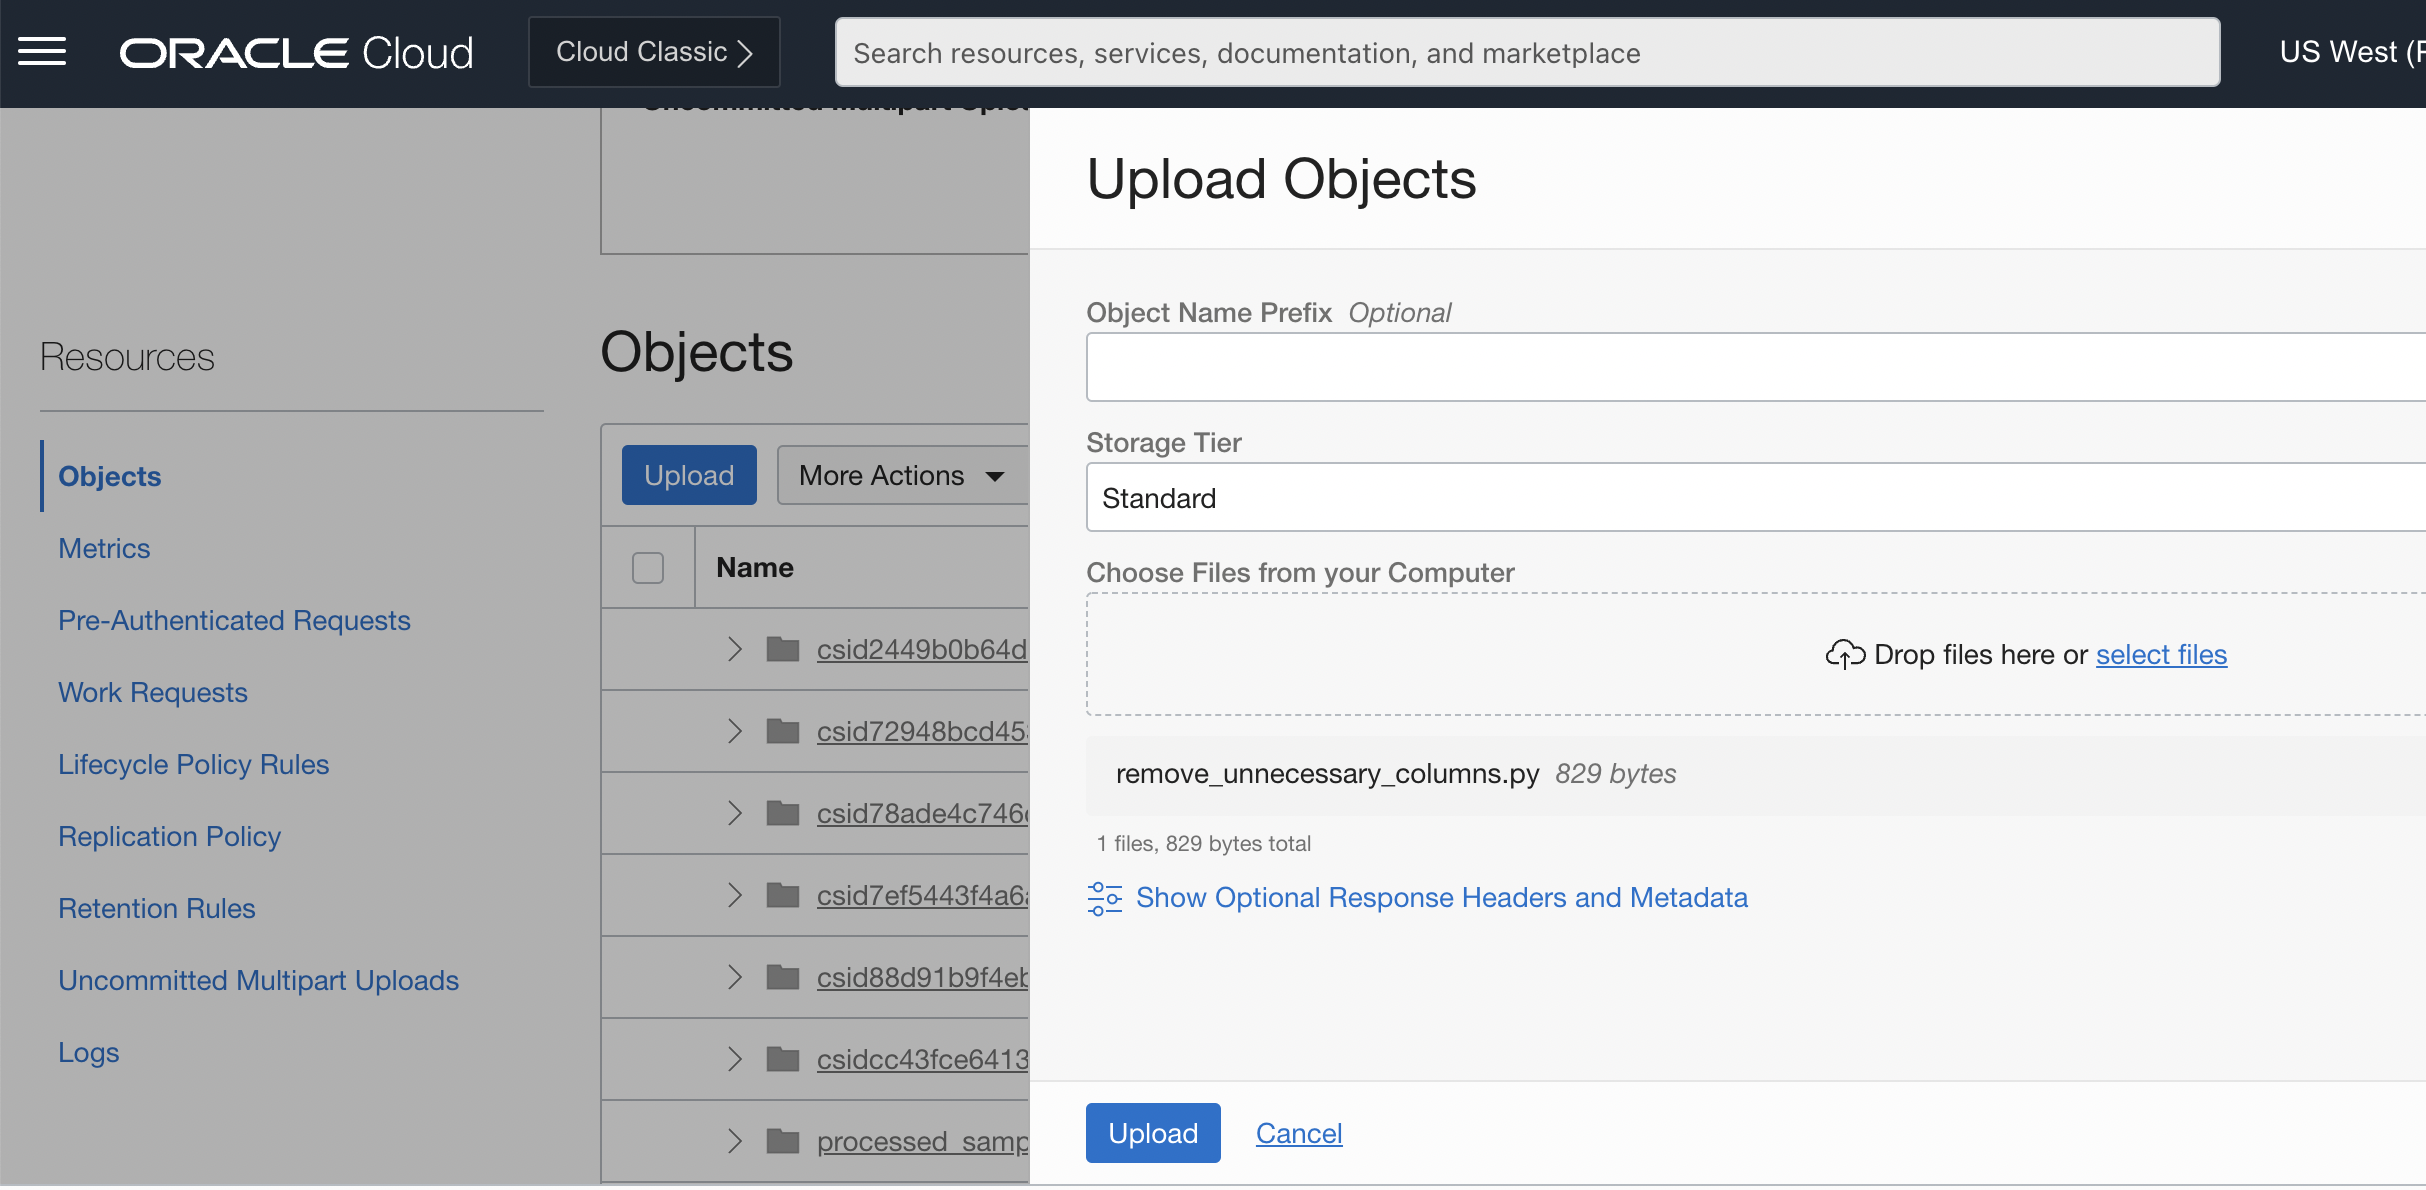 ORACLE Cloud
Cloud Classic
Search resources, services, documentation, and marketplace
US West (
Uncommitted Multipart
Resources
Objects
Metrics
Pre-Authenticated Requests
Work Requests
Lifecycle Policy Rules
Replication Policy
Retention Rules
Uncommitted Multipart Uploads
Logs
Objects
Upload
More Actions
Name
csid2449b0b64d
csid72948bcd45
csid78ade4c746
csid7ef5443f4a6
csid88d91b9f4eb
csidcc43fce6413
processed_samp
Upload Objects
Object Name Prefix Optional
Storage Tier
Standard
Choose Files from your Computer
Drop files here or select files
remove_unnecessary_columns.py 829 bytes
1 files, 829 bytes total
Show Optional Response Headers and Metadata
Upload Cancel